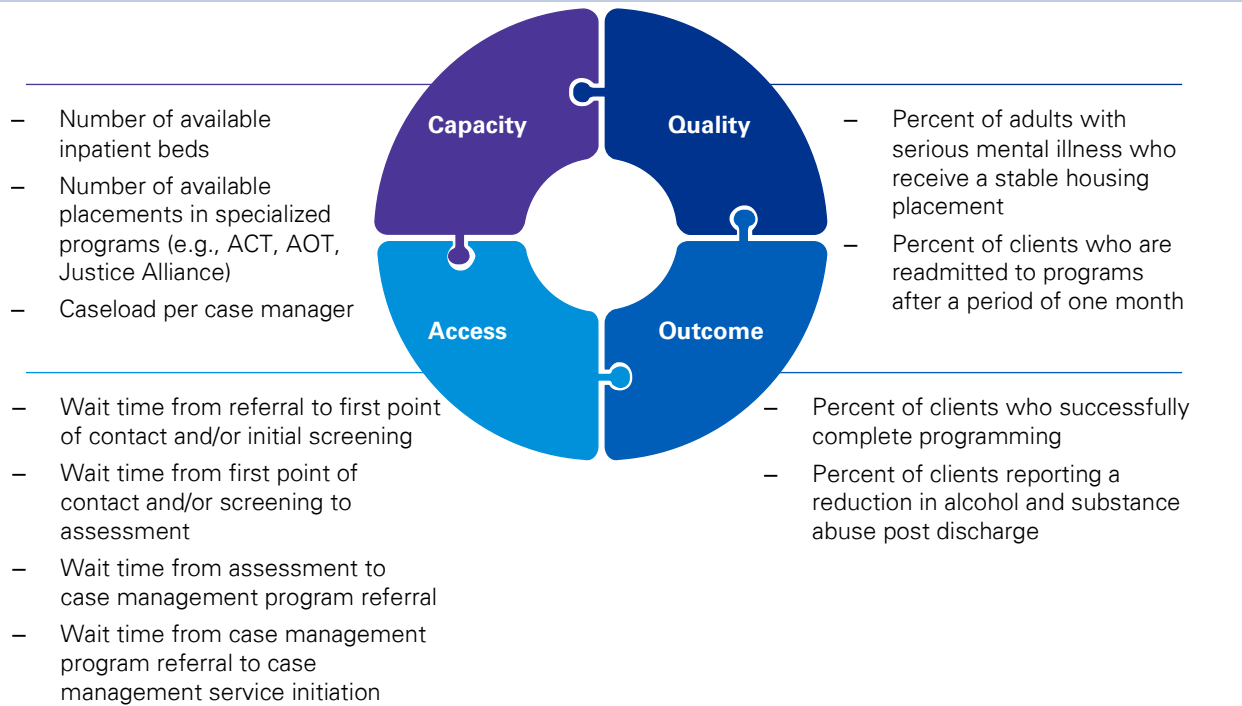 Capacity
– Number of available
inpatient beds
– Number of available
placements in specialized
programs (e.g., ACT, AOT,
Justice Alliance)
– Caseload per case manager
Quality
– Percent of adults with
serious mental illness who
receive a stable housing
placement
– Percent of clients who are
readmitted to programs
after a period of one month
Access
– Wait time from referral to first point
of contact and/or initial screening
– Wait time from first point of
contact and/or screening to
assessment
– Wait time from assessment to
case management program referral
– Wait time from case management
program referral to case
management service initiation
Outcome
– Percent of clients who successfully
complete programming
– Percent of clients reporting a
reduction in alcohol and substance
abuse post discharge